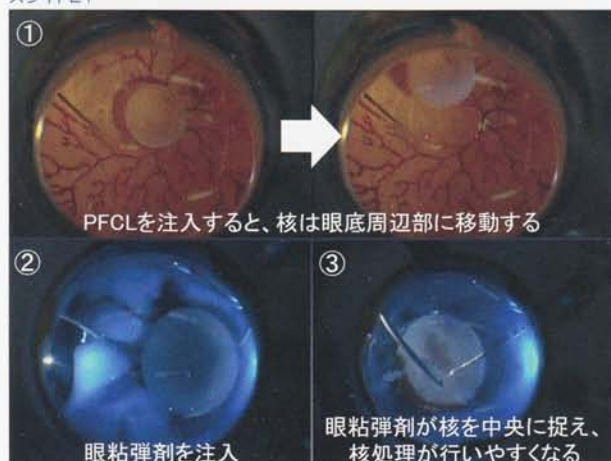 ①
PFCLを注入すると、核は眼底周辺部に移動する
②
眼粘弾剤を注入
③
眼粘弾剤が核を中央に捉え、
核処理が行いやすくなる